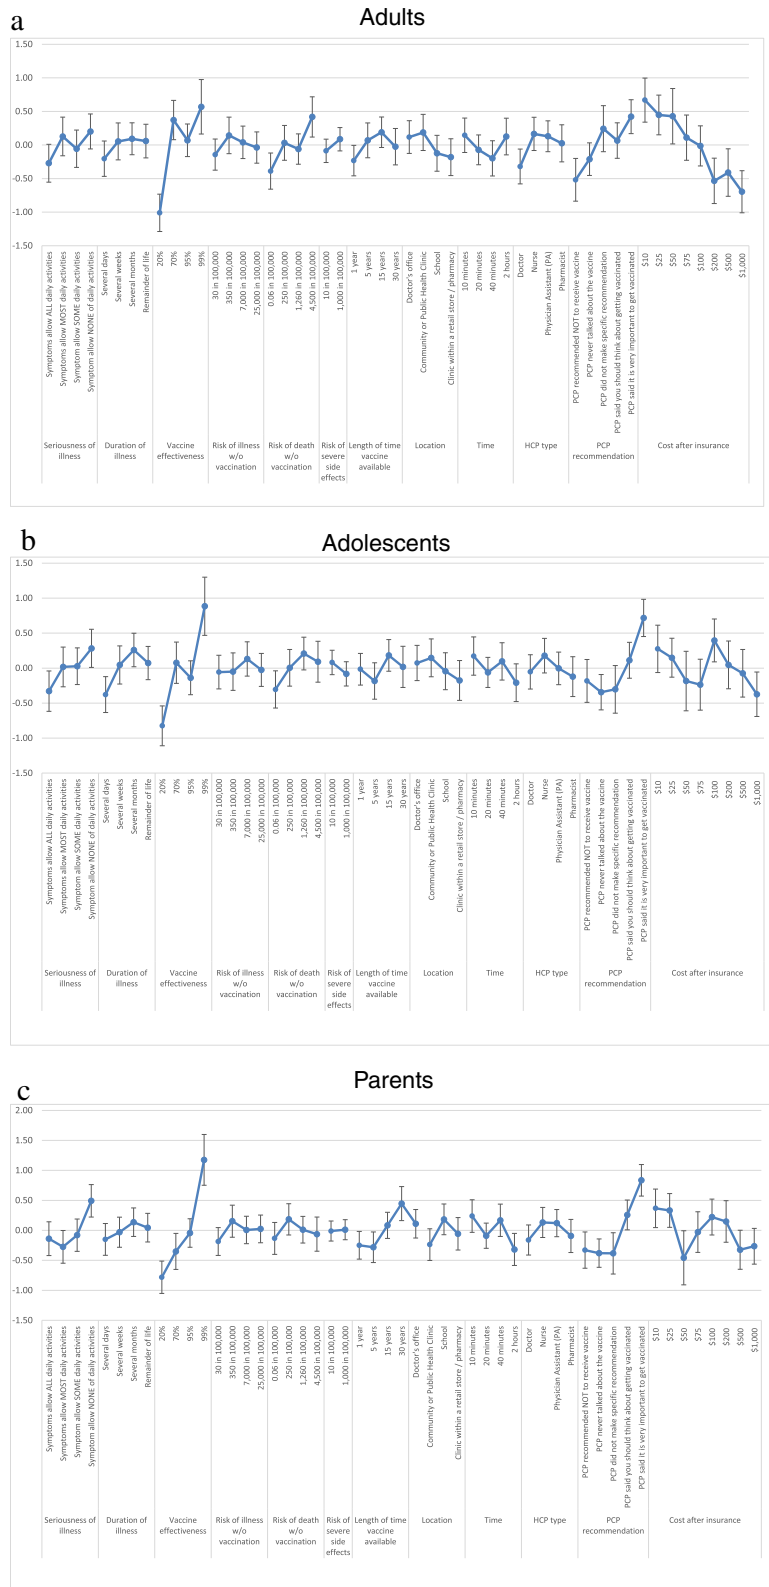 a
Adults
1.50
1.00
0.50
0.00
-0.50
-1.00
-1.50
Symptoms allow ALL daily activities
Symptoms allow MOST daily activities
Symptom allow SOME daily activities
Symptom allow NONE of daily activities
Several days
Several weeks
Several months
Remainder of life
20%
70%
95%
99%
30 in 100,000
350 in 100,000
7,000 in 100,000
25,000 in 100,000
0.06 in 100,000
250 in 100,000
1,260 in 100,000
4,500 in 100,000
10 in 100,000
1,000 in 100,000
1 year
5 years
15 years
30 years
Doctor's office
Community or Public Health Clinic
School
Clinic within a retail store / pharmacy
10 minutes
20 minutes
40 minutes
2 hours
Doctor
Nurse
Physician Assistant (PA)
Pharmacist
PCP recommended NOT to receive vaccine
PCP never talked about the vaccine
PCP did not make specific recommendation
PCP said you should think about getting vaccinated
PCP said it is very important to get vaccinated
$10
$25
$50
$75
$100
$200
$500
$1,000
Seriousness of
illness
Duration of
illness
Vaccine
effectiveness
Risk of illness
w/o
vaccination
Risk of death
w/o
vaccination
Risk of
severe
side
effects
Length of time
vaccine
available
Location
Time
HCP type
PCP
recommendation
Cost after insurance
b
Adolescents
1.50
1.00
0.50
0.00
-0.50
-1.00
-1.50
Symptoms allow ALL daily activities
Symptoms allow MOST daily activities
Symptom allow SOME daily activities
Symptom allow NONE of daily activities
Several days
Several weeks
Several months
Remainder of life
20%
70%
95%
99%
30 in 100,000
350 in 100,000
7,000 in 100,000
25,000 in 100,000
0.06 in 100,000
250 in 100,000
1,260 in 100,000
4,500 in 100,000
10 in 100,000
1,000 in 100,000
1 year
5 years
15 years
30 years
Doctor's office
Community or Public Health Clinic
School
Clinic within a retail store / pharmacy
10 minutes
20 minutes
40 minutes
2 hours
Doctor
Nurse
Physician Assistant (PA)
Pharmacist
PCP recommended NOT to receive vaccine
PCP never talked about the vaccine
PCP did not make specific recommendation
PCP said you should think about getting vaccinated
PCP said it is very important to get vaccinated
$10
$25
$50
$75
$100
$200
$500
$1,000
Seriousness of
illness
Duration of
illness
Vaccine
effectiveness
Risk of illness
w/o
vaccination
Risk of death
w/o
vaccination
Risk of
severe
side
effects
Length of time
vaccine
available
Location
Time
HCP type
PCP
recommendation
Cost after insurance
c
Parents
2.00
1.50
1.00
0.50
0.00
-0.50
-1.00
-1.50
Symptoms allow ALL daily activities
Symptoms allow MOST daily activities
Symptom allow SOME daily activities
Symptom allow NONE of daily activities
Several days
Several weeks
Several months
Remainder of life
20%
70%
95%
99%
30 in 100,000
350 in 100,000
7,000 in 100,000
25,000 in 100,000
0.06 in 100,000
250 in 100,000
1,260 in 100,000
4,500 in 100,000
10 in 100,000
1,000 in 100,000
1 year
5 years
15 years
30 years
Doctor's office
Community or Public Health Clinic
School
Clinic within a retail store / pharmacy
10 minutes
20 minutes
40 minutes
2 hours
Doctor
Nurse
Physician Assistant (PA)
Pharmacist
PCP recommended NOT to receive vaccine
PCP never talked about the vaccine
PCP did not make specific recommendation
PCP said you should think about getting vaccinated
PCP said it is very important to get vaccinated
$10
$25
$50
$75
$100
$200
$500
$1,000
Seriousness of
illness
Duration of
illness
Vaccine
effectiveness
Risk of illness
w/o
vaccination
Risk of death
w/o
vaccination
Risk of
severe
side
effects
Length of time
vaccine
available
Location
Time
HCP type
PCP
recommendation
Cost after insurance